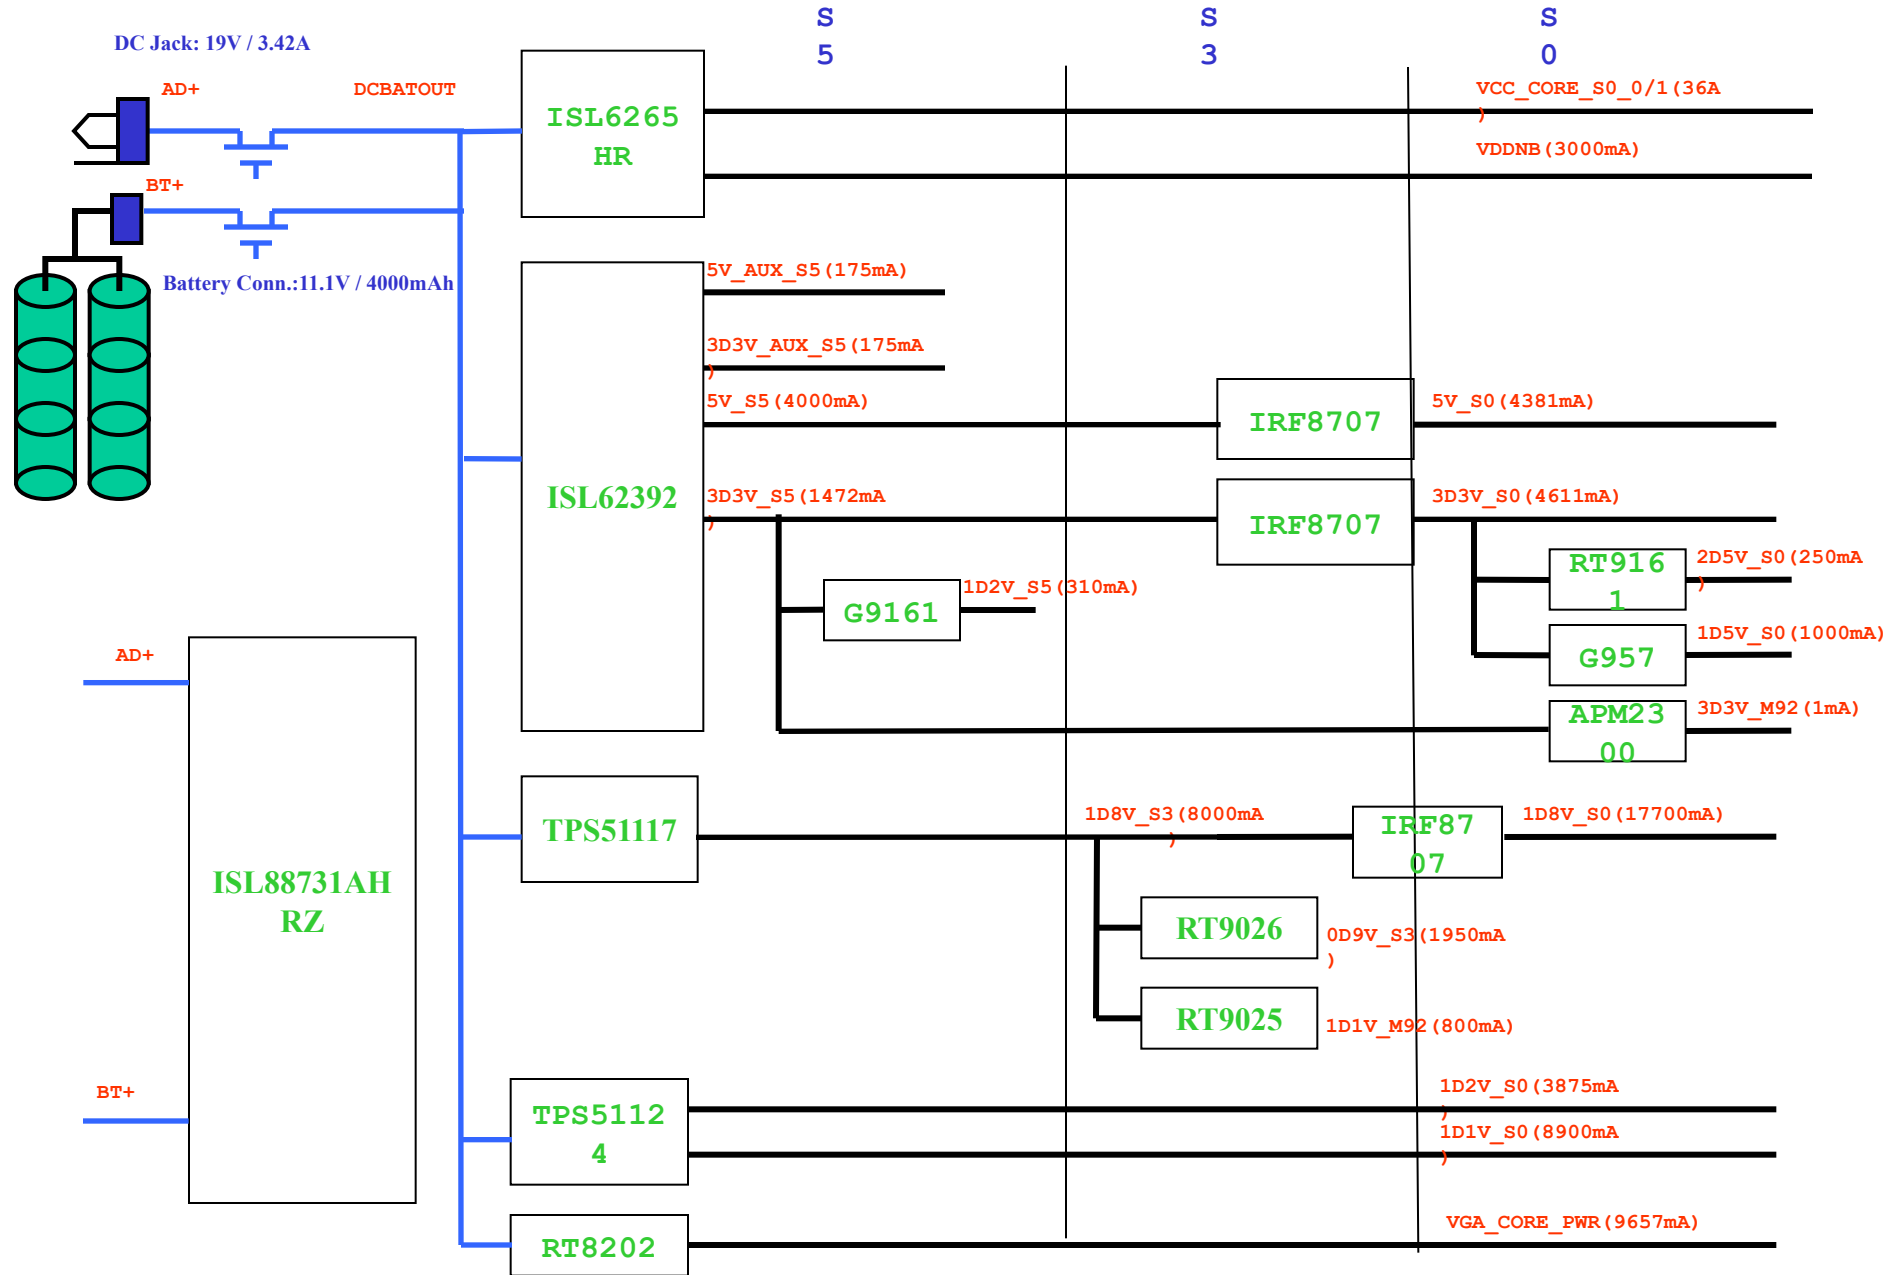 S
5
S
3
S
0
DC Jack: 19V / 3.42A
AD+
DCBATOUT
ISL6265
HR
VCC_CORE_S0_0/1(36A
)
VDDNB(3000mA)
BT+
Battery Conn.:11.1V / 4000mAh
5V_AUX_S5(175mA)
3D3V_AUX_S5(175mA
)
5V_S5(4000mA)
IRF8707
5V_S0(4381mA)
ISL62392
3D3V_S5(1472mA
)
IRF8707
3D3V_S0(4611mA)
RT916
1
2D5V_S0(250mA
)
G9161
1D2V_S5(310mA)
G957
1D5V_S0(1000mA)
APM23
00
3D3V_M92(1mA)
AD+
ISL88731AH
RZ
BT+
TPS51117
1D8V_S3(8000mA
)
IRF87
07
1D8V_S0(17700mA)
RT9026
0D9V_S3(1950mA
)
RT9025
1D1V_M92(800mA)
TPS5112
4
1D2V_S0(3875mA
)
1D1V_S0(8900mA
)
RT8202
VGA_CORE_PWR(9657mA)